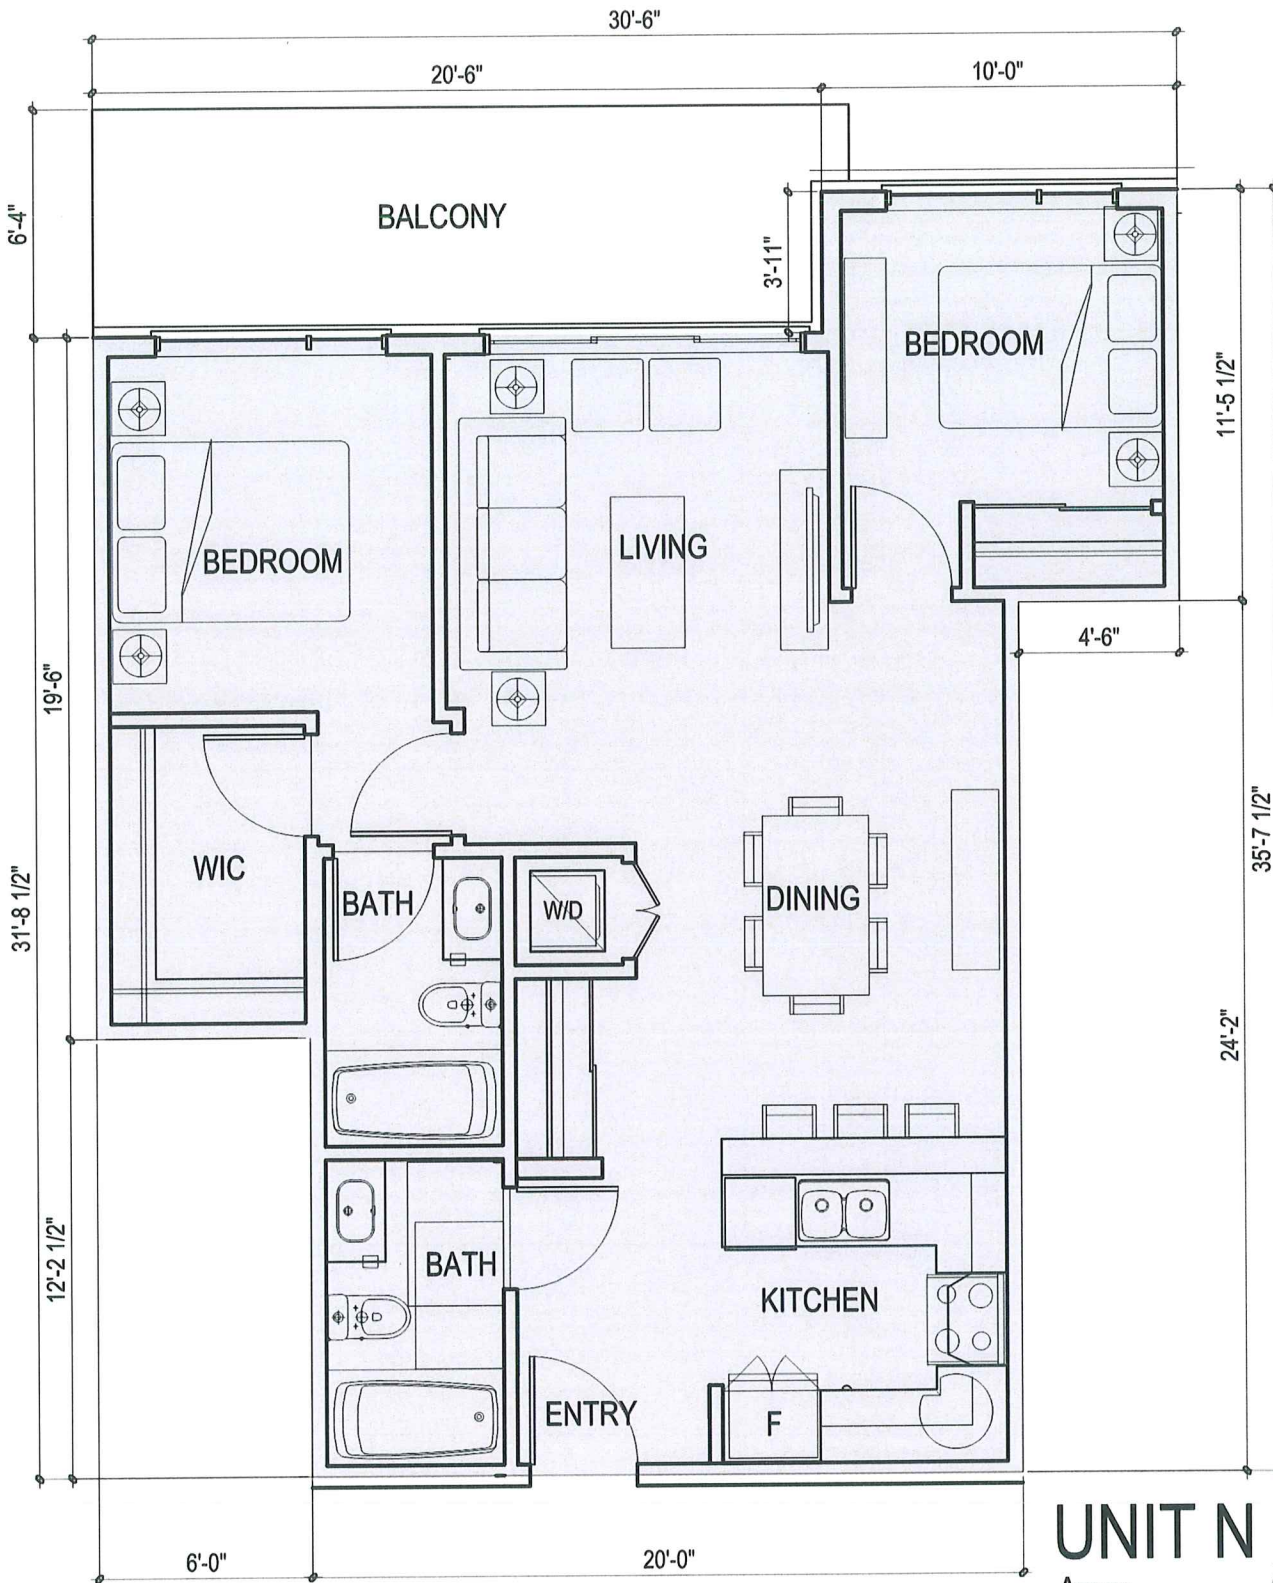 30'-6"
20'-6"
10'-0"
6'-4"
BALCONY
3'-11"
BEDROOM
11'-5 1/2"
LIVING
BEDROOM
4'-6"
19'-6"
WIC
BATH
W/D
DINING
31'-8 1/2"
35'-7 1/2"
24'-2"
12'-2 1/2"
BATH
KITCHEN
ENTRY
F
UNIT N
6'-0"
20'-0"